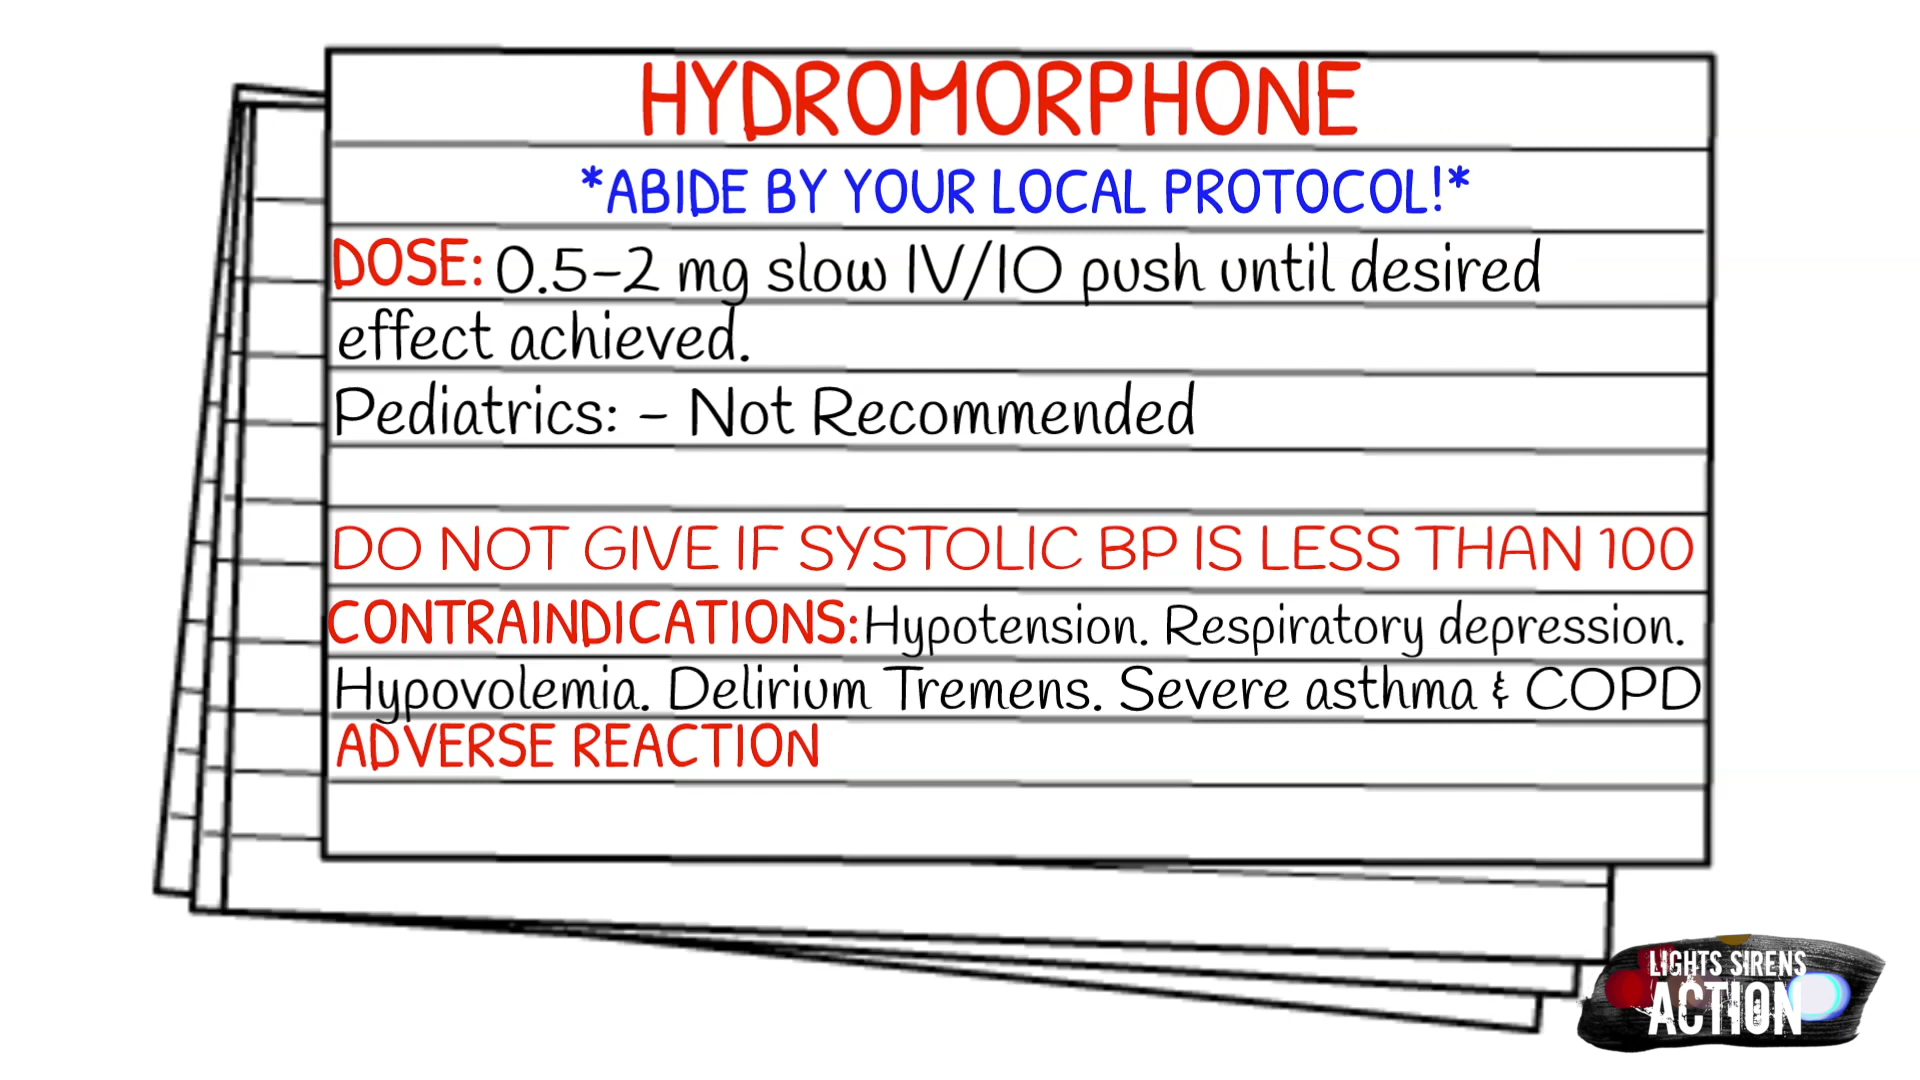 HYDROMORPHONE
*ABIDE BY YOUR LOCAL PROTOCOL!*
DOSE: 0.5-2 mg slow IV/IO push until desired
effect achieved.
Pediatrics: - Not Recommended
DO NOT GIVE IF SYSTOLIC BP IS LESS THAN 100
CONTRAINDICATIONS: Hypotension. Respiratory depression.
Hypovolemia. Delirium Tremens. Severe asthma & COPD
ADVERSE REACTION
LIGHTS SIRENS
ACTION